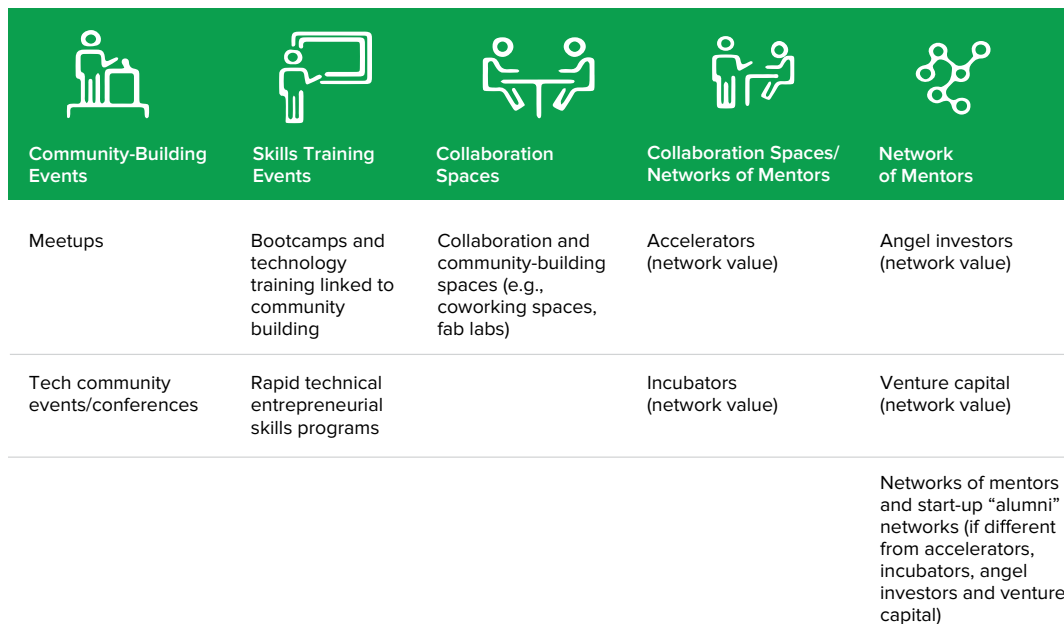 Community-Building
Events
Skills Training
Events
Collaboration
Spaces
Collaboration Spaces/
Networks of Mentors
Network
of Mentors
Meetups
Bootcamps and
technology
training linked to
community
building
Collaboration and
community-building
spaces (e.g.,
coworking spaces,
fab labs)
Accelerators
(network value)
Angel investors
(network value)
Tech community
events/conferences
Rapid technical
entrepreneurial
skills programs
Incubators
(network value)
Venture capital
(network value)
Networks of mentors
and start-up “alumni”
networks (if different
from accelerators,
incubators, angel
investors and venture
capital)